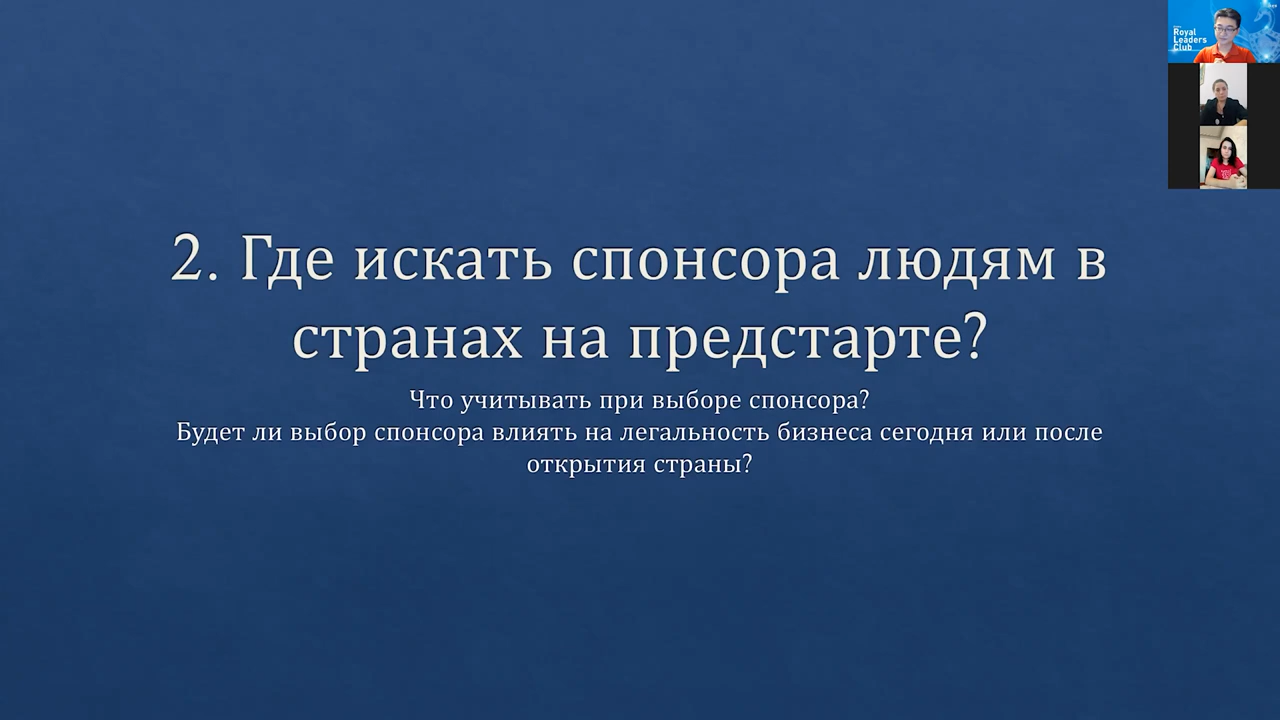 2. Где искать спонсора людям в
странах на предстарте?
Что учитывать при выборе спонсора?
Будет ли выбор спонсора влиять на легальность бизнеса сегодня или после
открытия страны?
Royal
Leaders
Club